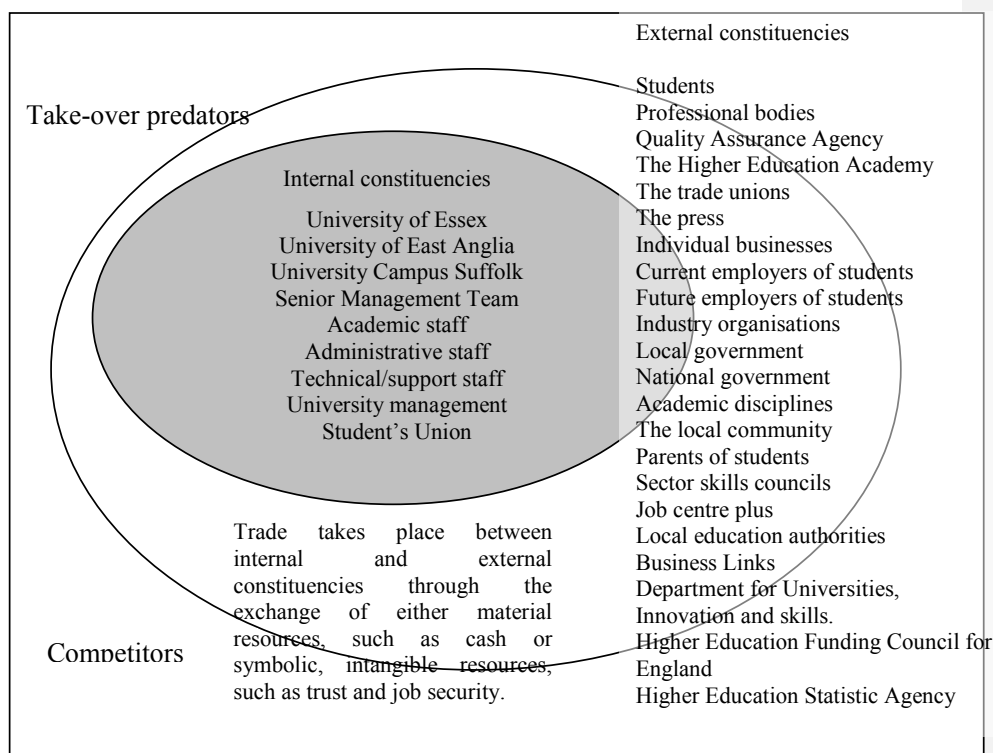 External constituencies
Students
Professional bodies
Quality Assurance Agency
The Higher Education Academy
The trade unions
The press
Individual businesses
Current employers of students
Future employers of students
Industry organisations
Local government
National government
Academic disciplines
The local community
Parents of students
Sector skills councils
Job centre plus
Local education authorities
Business Links
Department for Universities,
Innovation and skills.
Higher Education Funding Council for
England
Higher Education Statistic Agency
Take-over predators
Internal constituencies
University of Essex
University of East Anglia
University Campus Suffolk
Senior Management Team
Academic staff
Administrative staff
Technical/support staff
University management
Student’s Union
Trade takes place between
internal and external
constituencies through the
exchange of either material
resources, such as cash or
symbolic, intangible resources,
such as trust and job security.
Competitors